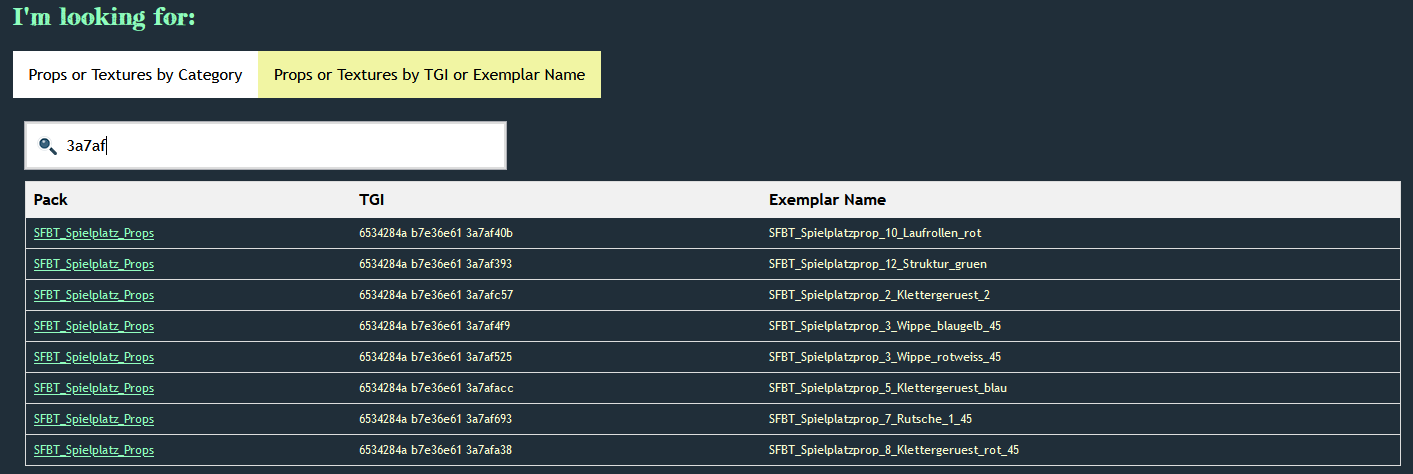 I'm looking for:
Props or Textures by Category Props or Textures by TGI or Exemplar Name
3a7af
Pack TGI Exemplar Name
SFBT_Spielplatz_Props 6534284a b7e36e61 3a7af40b SFBT_Spielplatzprop_10_Laufrollen_rot
SFBT_Spielplatz_Props 6534284a b7e36e61 3a7af393 SFBT_Spielplatzprop_12_Struktur_gruen
SFBT_Spielplatz_Props 6534284a b7e36e61 3a7afc57 SFBT_Spielplatzprop_2_Klettergeruest_2
SFBT_Spielplatz_Props 6534284a b7e36e61 3a7af4f9 SFBT_Spielplatzprop_3_Wippe_blaugelb_45
SFBT_Spielplatz_Props 6534284a b7e36e61 3a7af525 SFBT_Spielplatzprop_3_Wippe_rotweiss_45
SFBT_Spielplatz_Props 6534284a b7e36e61 3a7afacc SFBT_Spielplatzprop_5_Klettergeruest_blau
SFBT_Spielplatz_Props 6534284a b7e36e61 3a7af693 SFBT_Spielplatzprop_7_Rutsche_1_45
SFBT_Spielplatz_Props 6534284a b7e36e61 3a7afa38 SFBT_Spielplatzprop_8_Klettergeruest_rot_45